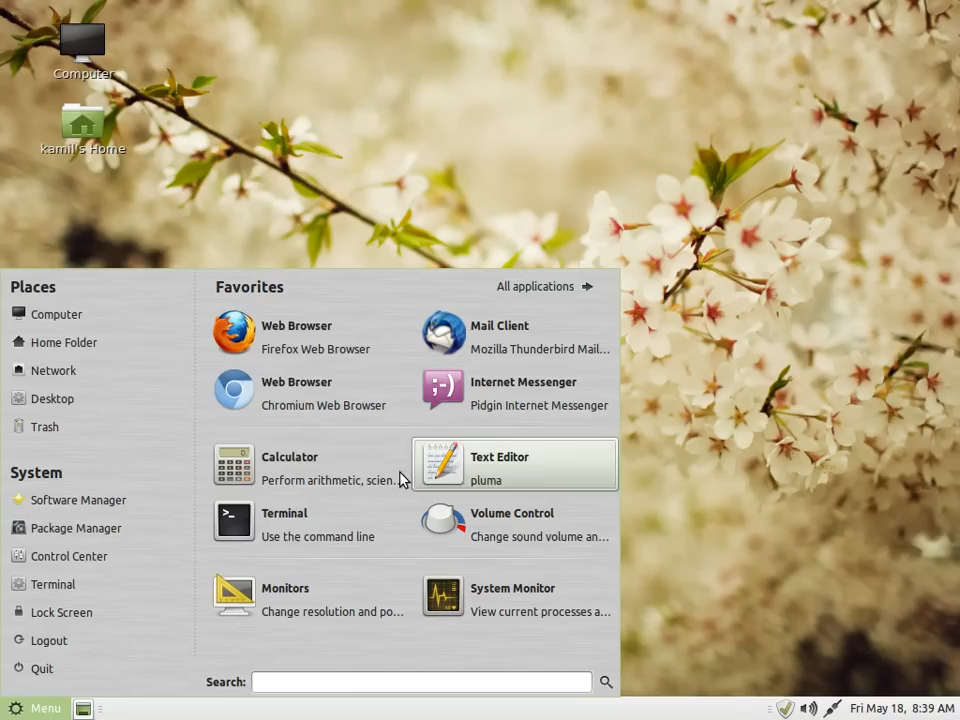 Computer
kamil's Home
Places
Computer
Home Folder
Network
Desktop
Trash
System
Software Manager
Package Manager
Control Center
Terminal
Lock Screen
Logout
Quit
Favorites
All applications
Web Browser
Firefox Web Browser
Mail Client
Mozilla Thunderbird Mail...
Web Browser
Chromium Web Browser
;-)
Internet Messenger
Pidgin Internet Messenger
Calculator
Perform arithmetic, scien...
Text Editor
pluma
>_
Terminal
Use the command line
Volume Control
Change sound volume an...
Monitors
Change resolution and po...
System Monitor
View current processes a...
Search:
Menu
Fri May 18, 8:39 AM